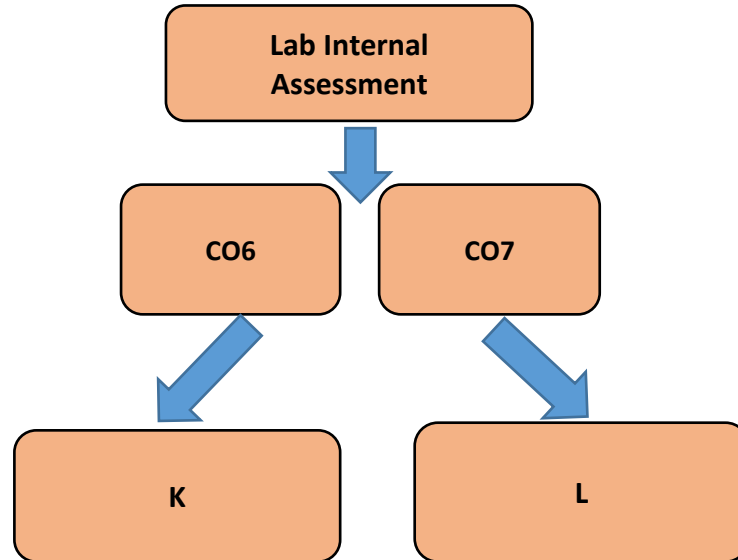 Lab Internal
Assessment
CO6
CO7
K
L